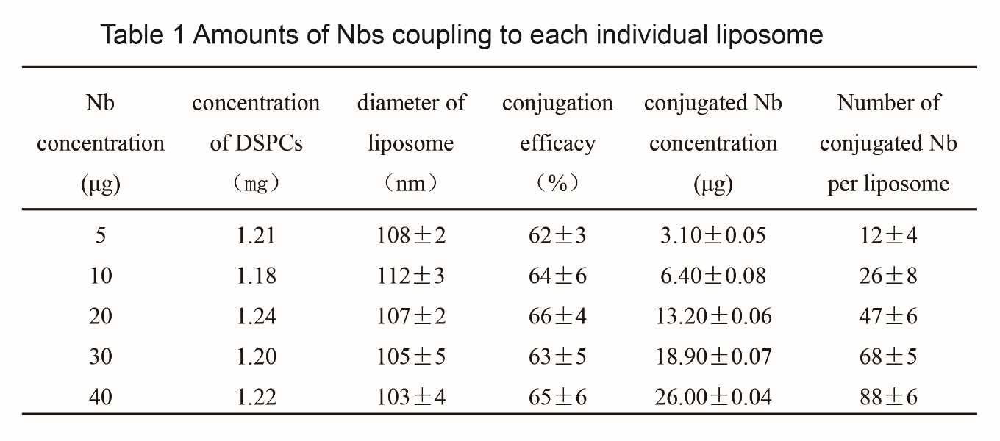 Table 1 Amounts of Nbs coupling to each individual liposome
Nb concentration diameter of conjugation conjugated Nb Number of
concentration of DSPCs liposome efficacy concentration conjugated Nb
(μg) （mg） （nm） （%） (μg) per liposome
5 1.21 108±2 62±3 3.10±0.05 12±4
10 1.18 112±3 64±6 6.40±0.08 26±8
20 1.24 107±2 66±4 13.20±0.06 47±6
30 1.20 105±5 63±5 18.90±0.07 68±5
40 1.22 103±4 65±6 26.00±0.04 88±6